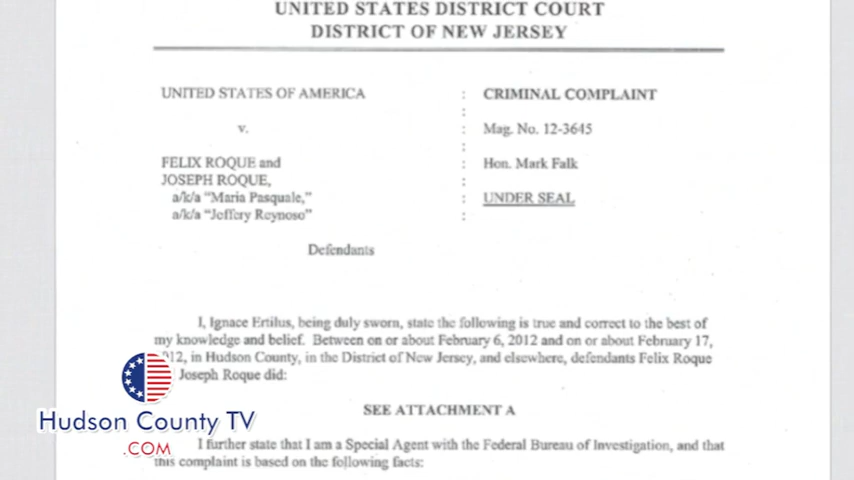 UNITED STATES DISTRICT COURT
DISTRICT OF NEW JERSEY
UNITED STATES OF AMERICA : CRIMINAL COMPLAINT
:
v. : Mag. No. 12-3645
:
FELIX ROQUE and : Hon. Mark Falk
JOSEPH ROQUE, :
a/k/a "Maria Pasquale," : UNDER SEAL
a/k/a "Jeffery Reynoso" :
Defendants
I, Ignace Ertilus, being duly sworn, state the following is true and correct to the best of
my knowledge and belief. Between on or about February 6, 2012 and on or about February 17,
12, in Hudson County, in the District of New Jersey, and elsewhere, defendants Felix Roque
Joseph Roque did:
SEE ATTACHMENT A
I further state that I am a Special Agent with the Federal Bureau of Investigation, and that
this complaint is based on the following facts:
Hudson County TV
.COM